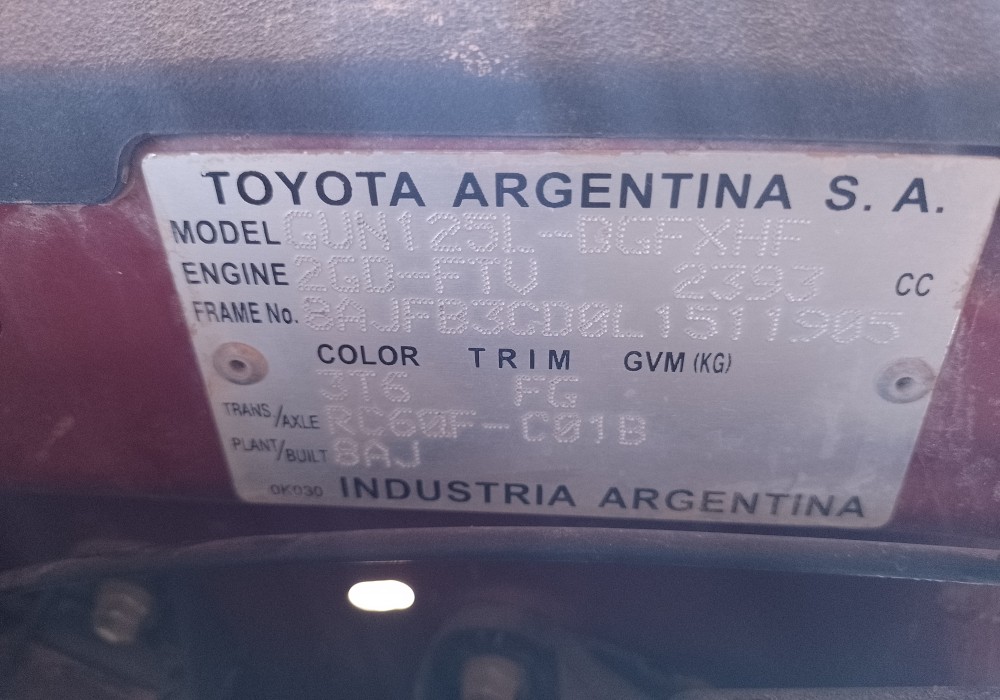 TOYOTA ARGENTINA S. A.
MODEL GUN125L-BGFXHF
ENGINE 2GD-FTV 2393 CC
FRAME No. 8AJFB3CD0L1511905
COLOR TRIM GVM (KG)
3T6 FG
TRANS./AXLE RC60F-C01B
PLANT/BUILT 8AJ
0K030 INDUSTRIA ARGENTINA